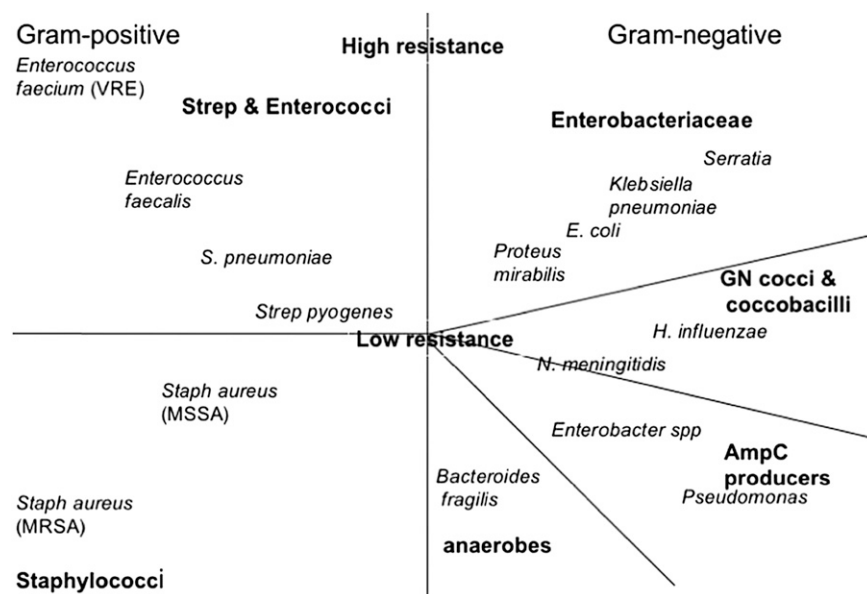 Gram-positive
High resistance
Gram-negative
Enterococcus
faecium (VRE)
Strep & Enterococci
Enterobacteriaceae
Serratia
Enterococcus
faecalis
Klebsiella
pneumoniae
E. coli
Proteus
mirabilis
S. pneumoniae
GN cocci &
coccobacilli
Strep pyogenes
Low resistance
H. influenzae
N. meningitidis
Staph aureus
(MSSA)
Enterobacter spp
AmpC
producers
Pseudomonas
Bacteroides
fragilis
Staph aureus
(MRSA)
anaerobes
Staphylococci